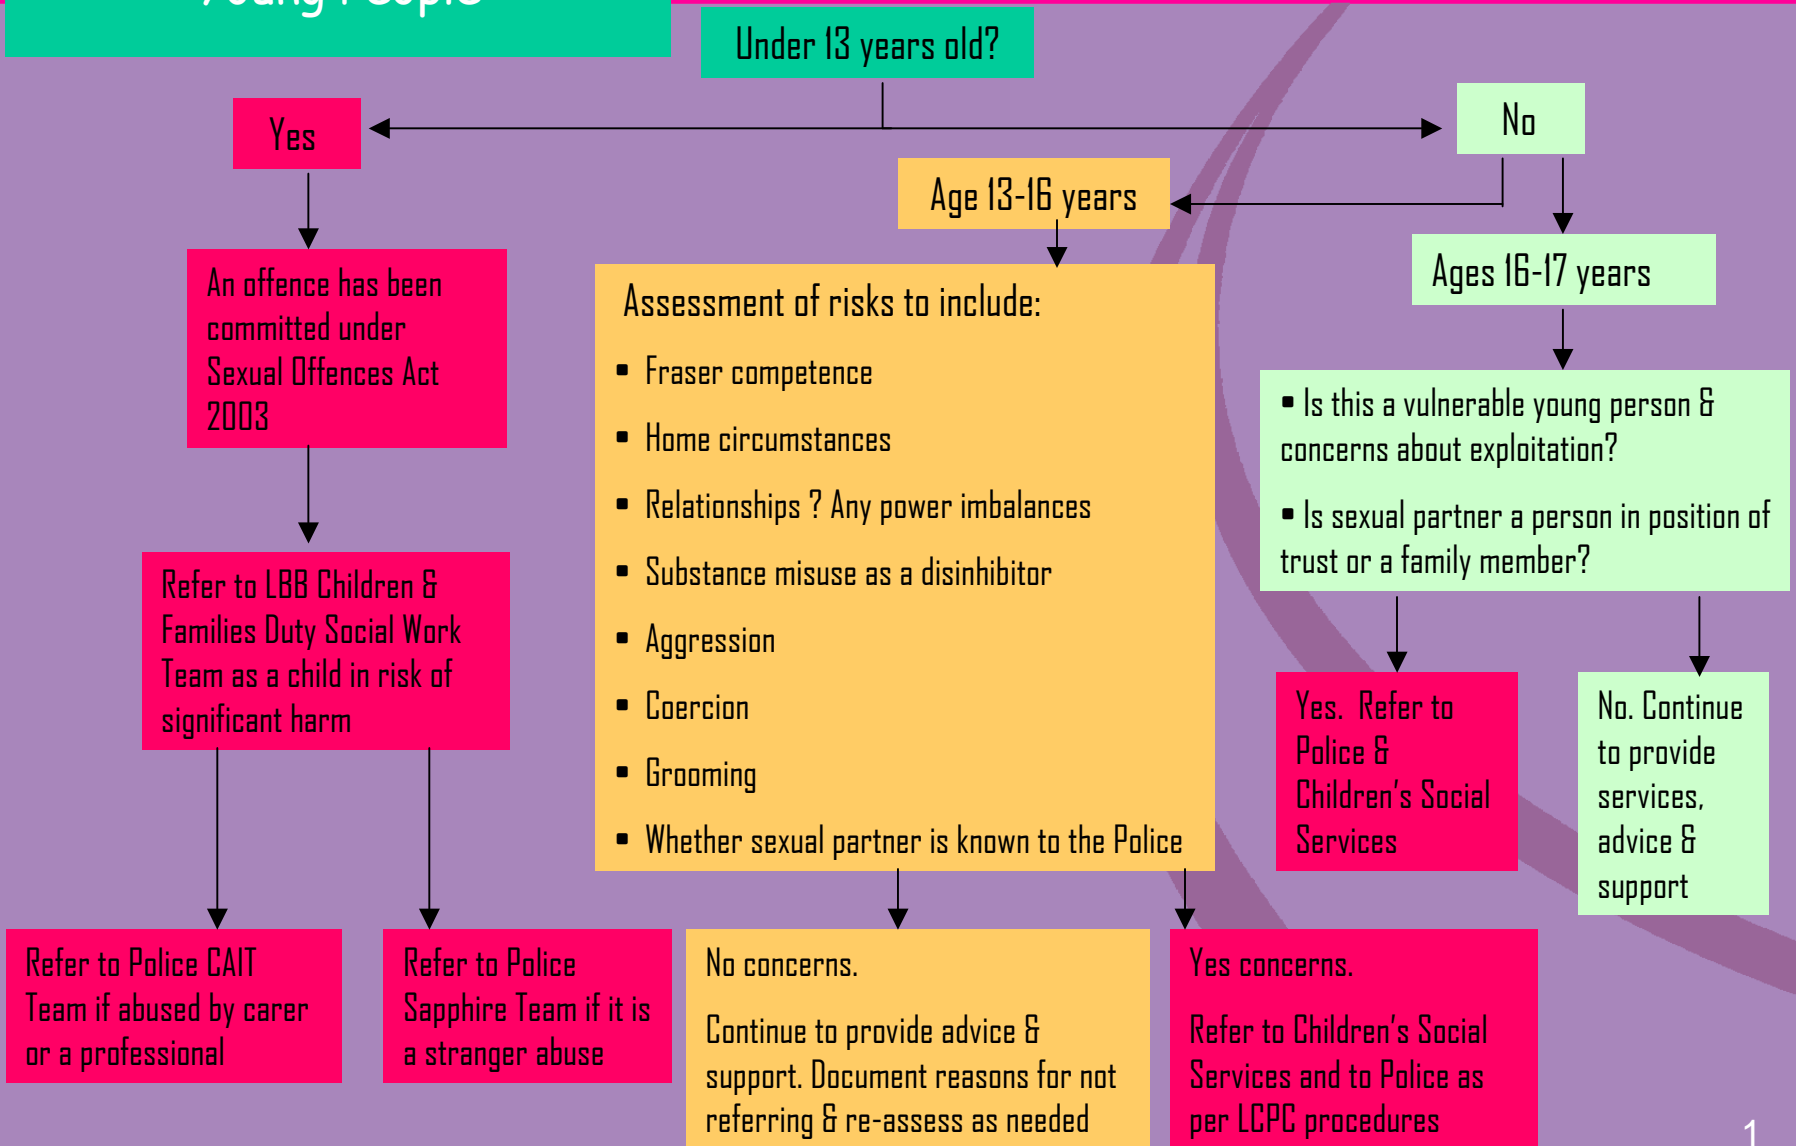 Young People
Under 13 years old?
Yes
No
Age 13-16 years
Ages 16-17 years
An offence has been
committed under
Sexual Offences Act
2003
Assessment of risks to include:
▪ Fraser competence
▪ Home circumstances
▪ Relationships ? Any power imbalances
▪ Substance misuse as a disinhibitor
▪ Aggression
▪ Coercion
▪ Grooming
▪ Whether sexual partner is known to the Police
▪ Is this a vulnerable young person &
concerns about exploitation?
▪ Is sexual partner a person in position of
trust or a family member?
Refer to LBB Children &
Families Duty Social Work
Team as a child in risk of
significant harm
Yes. Refer to
Police &
Children's Social
Services
No. Continue
to provide
services,
advice &
support
Refer to Police CAIT
Team if abused by carer
or a professional
Refer to Police
Sapphire Team if it is
a stranger abuse
No concerns.
Continue to provide advice &
support. Document reasons for not
referring & re-assess as needed
Yes concerns.
Refer to Children's Social
Services and to Police as
per LCPC procedures
1